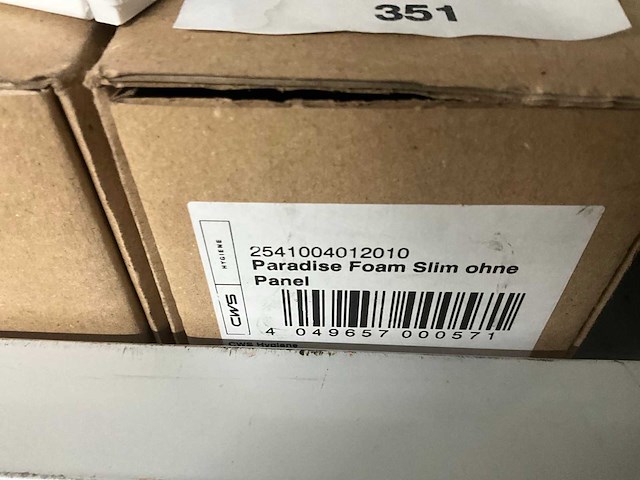 351
HYGIENE
CWS
2541004012010
Paradise Foam Slim ohne
Panel
4 049657 000571
CWS Hygiene